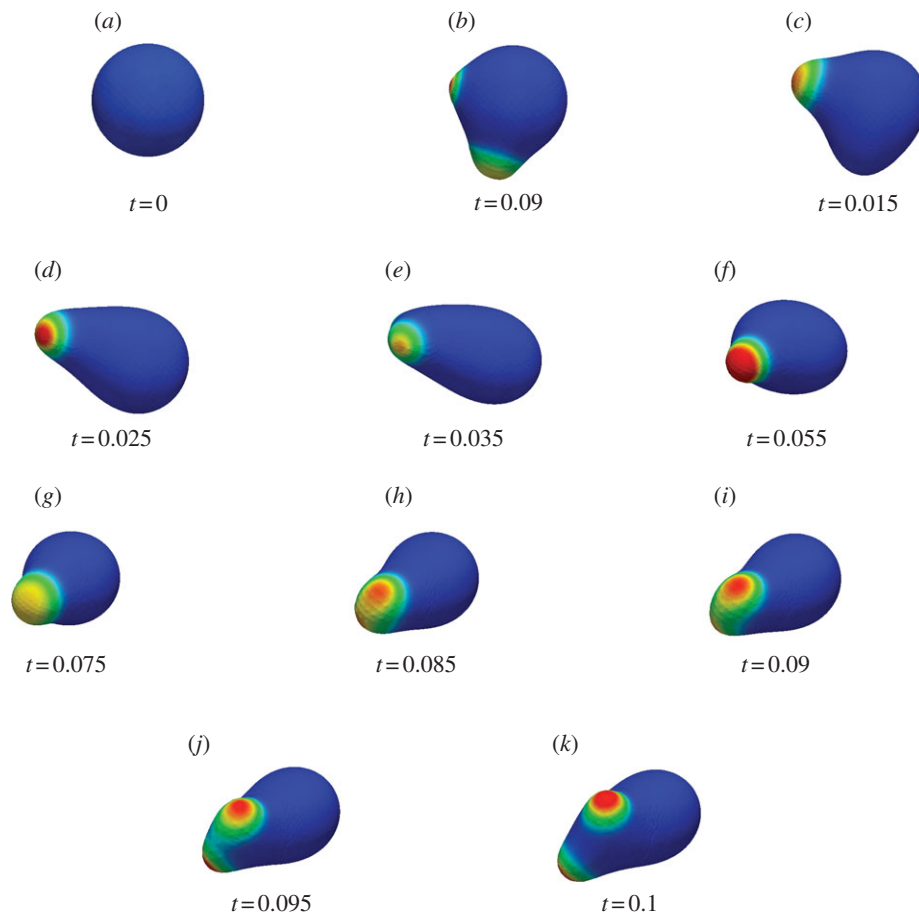 (a) (b) (c)
t=0 t=0.09 t=0.015
(d) (e) (f)
t=0.025 t=0.035 t=0.055
(g) (h) (i)
t=0.075 t=0.085 t=0.09
(j) (k)
t=0.095 t=0.1